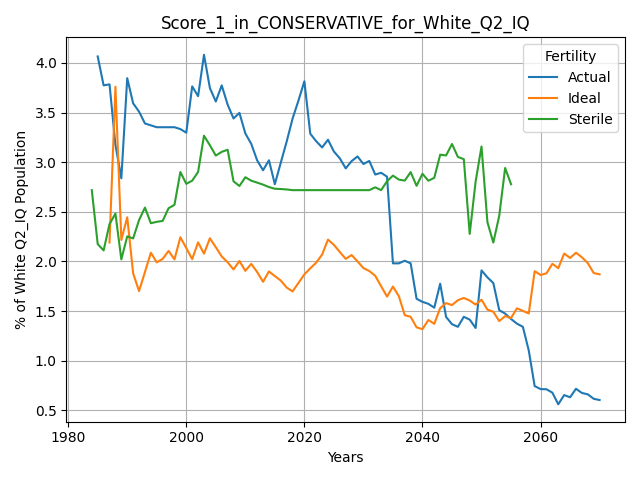 Score_1_in_CONSERVATIVE_for_White_Q2_IQ
% of White Q2_IQ Population
4.0
3.5
3.0
2.5
2.0
1.5
1.0
0.5
Fertility
Actual
Ideal
Sterile
1980
2000
2020
2040
2060
Years